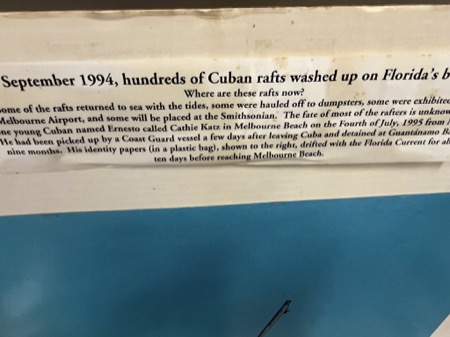 September 1994, hundreds of Cuban rafts washed up on Florida's
Where are these rafts now?
ome of the rafts returned to sea with the tides, some were hauled off to dumpsters, some were exhibited
Melbourne Airport, and some will be placed at the Smithsonian. The fate of most of the rafters is unknow
ne young Cuban named Ernesto called Cathie Katz in Melbourne Beach on the Fourth of July, 1995 from
He had been picked up by a Coast Guard vessel a few days after leaving Cuba and detained at Guantánamo Ba
nine months. His identity papers (in a plastic bag), shown to the right, drifted with the Florida Current for
ten days before reaching Melbourne Beach.